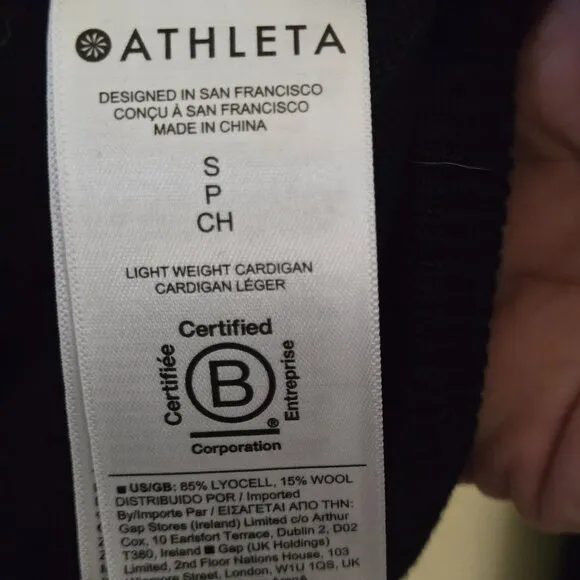 ATHLETA
DESIGNED IN SAN FRANCISCO
CONÇU À SAN FRANCISCO
MADE IN CHINA
S
P
CH
LIGHT WEIGHT CARDIGAN
CARDIGAN LÉGER
Certified
Certifiée
B
®
Entreprise
Corporation
■ US/GB: 85% LYOCELL, 15% WOOL
DISTRIBUIDO POR / Imported
By/Importe Par / ΕΙΣΑΓΕΤΑΙ ΑΠΟ ΤΗΝ:
Gap Stores (Ireland) Limited c/o Arthur
Cox, 10 Earlsfort Terrace, Dublin 2, D02
T380, Ireland ■ Gap (UK Holdings)
Limited, 2nd Floor Nations House, 103
Street, London, W1U 1QS, UK